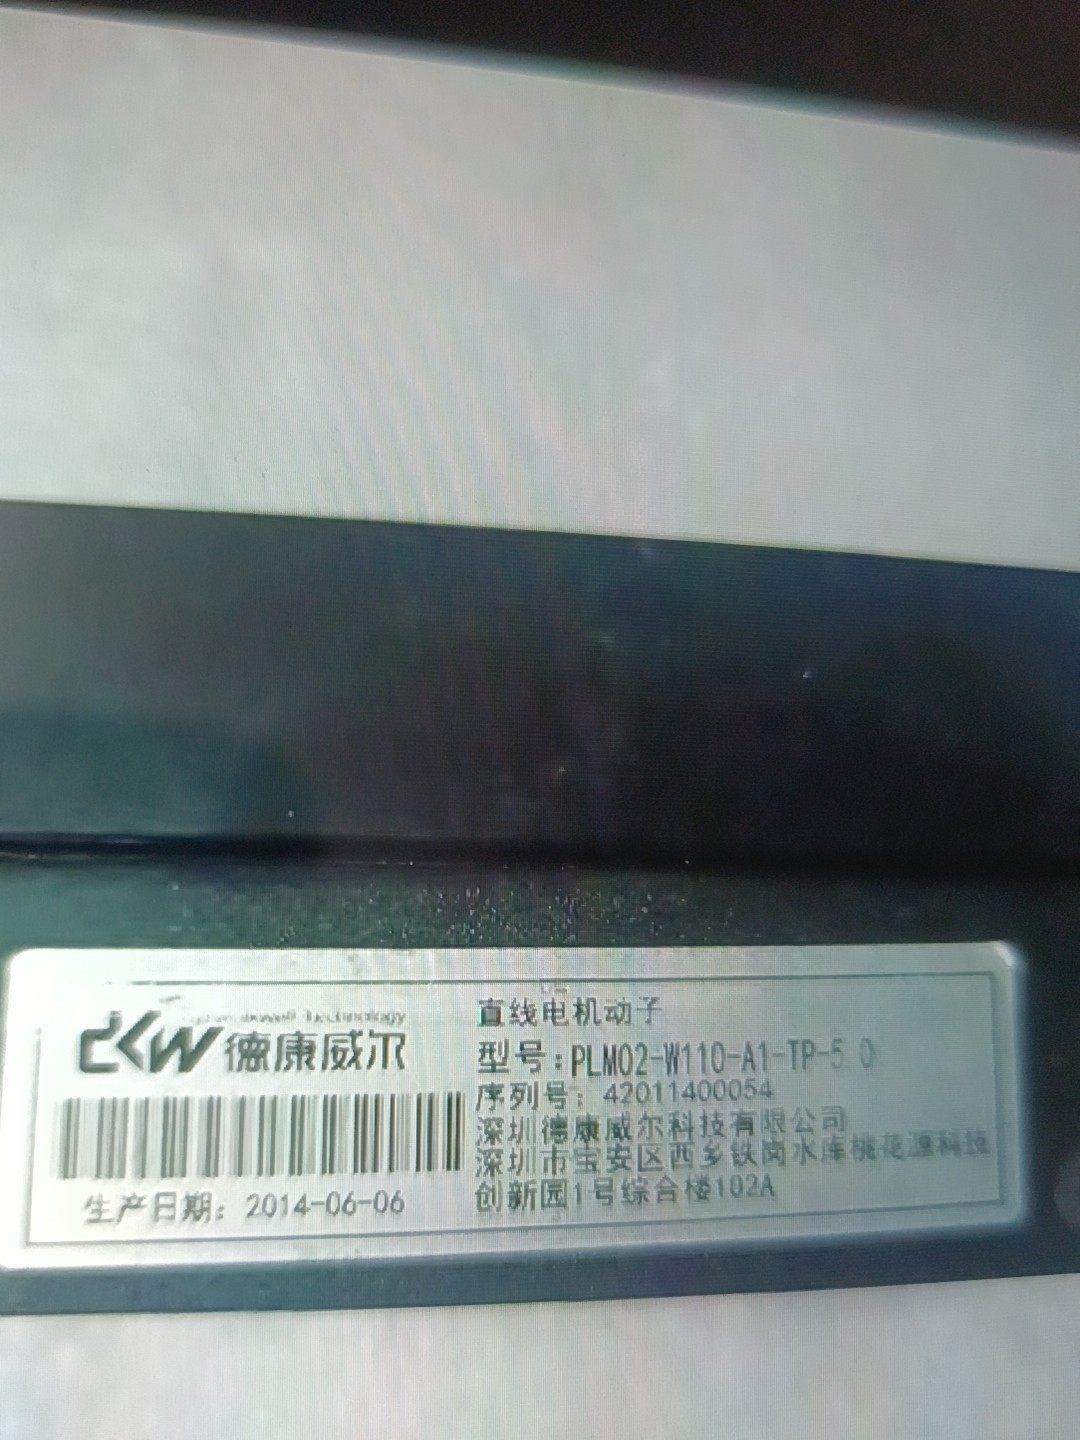 Technology
DKW 德康威尔
生产日期: 2014-06-06
直线电机动子
型号:PLM02-W110-A1-TP-5 0
序列号: 42011400054
深圳德康威尔科技有限公司
深圳市宝安区西乡铁岗水库桃花源科技
创新园1号综合楼102A